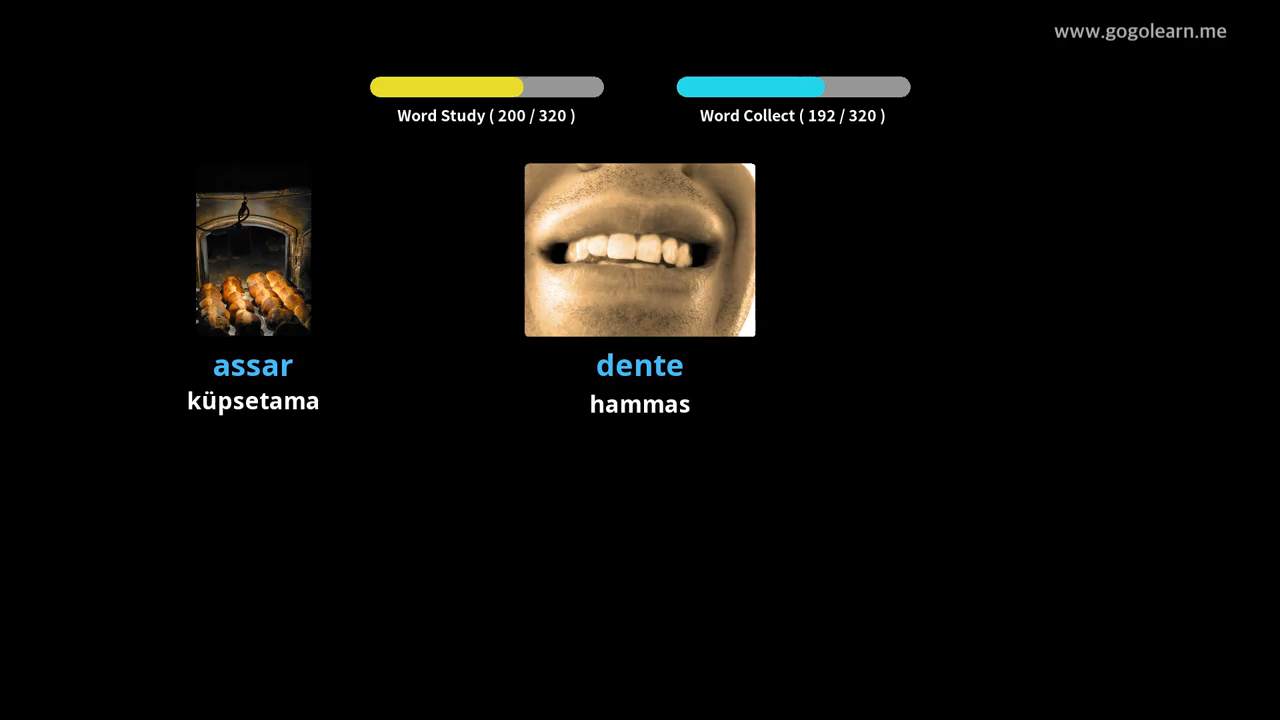 www.gogolearn.me
Word Study ( 200 / 320 )
Word Collect ( 192 / 320 )
assar
küpsetama
dente
hammas